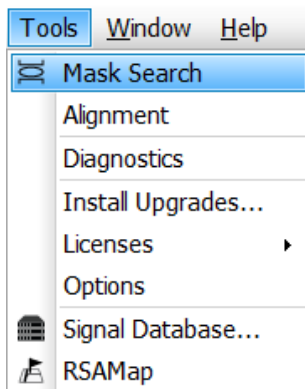 Tools Window Help
Mask Search
Alignment
Diagnostics
Install Upgrades...
Licenses
Options
Signal Database...
RSAMap